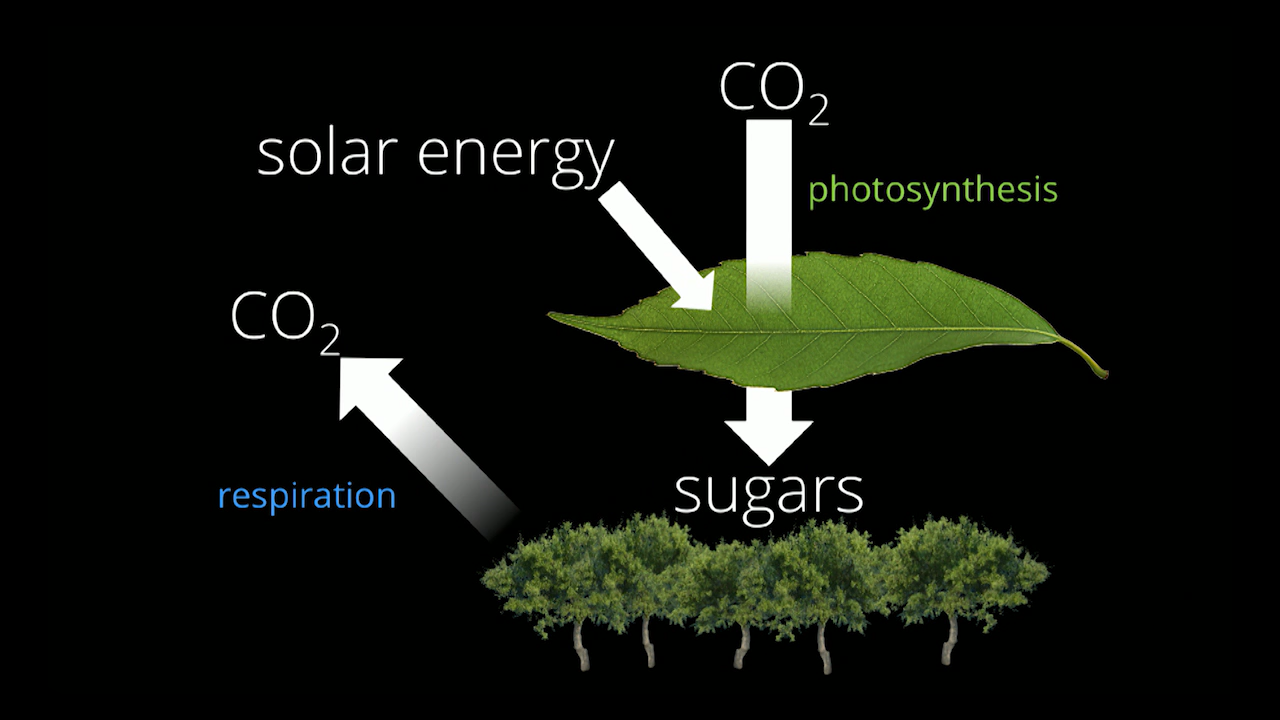 CO₂
solar energy
photosynthesis
CO₂
respiration
sugars